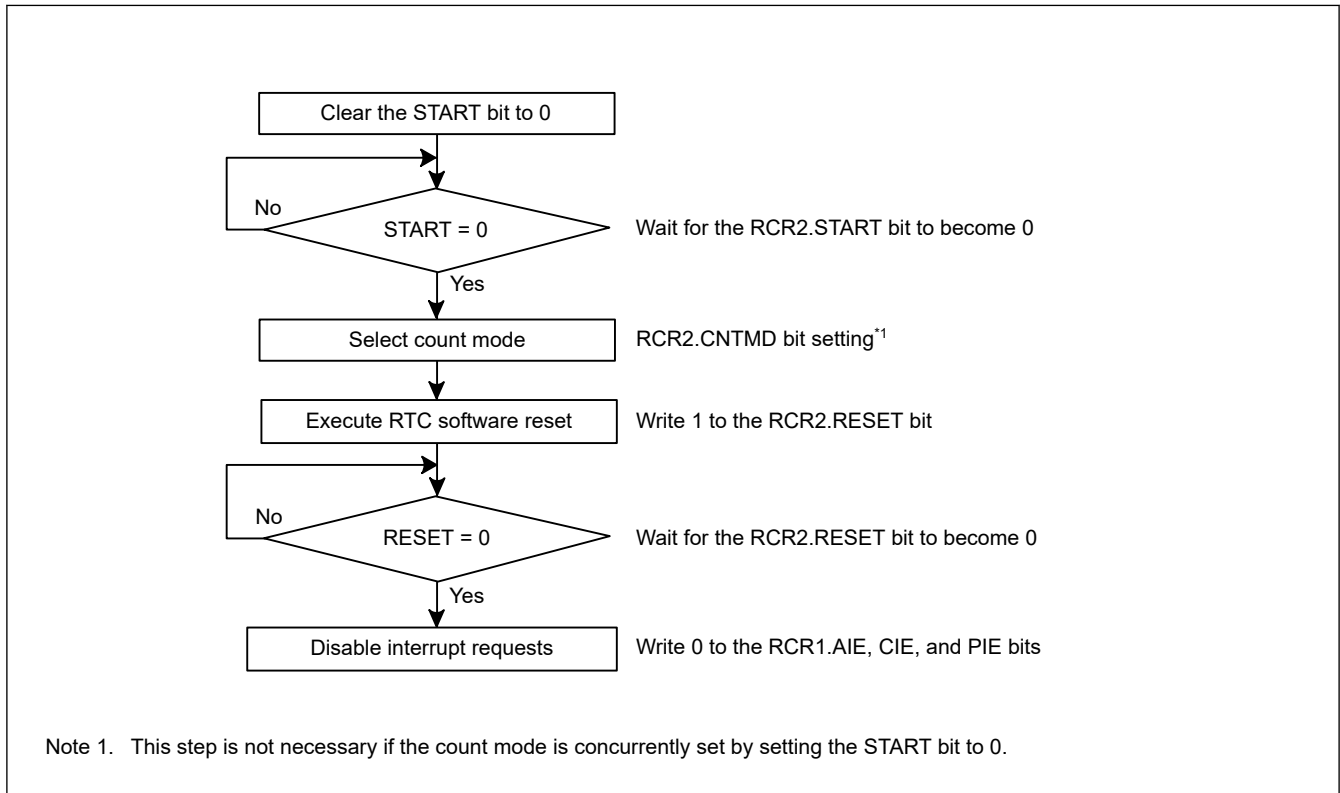 Clear the START bit to 0
No
START = 0
Wait for the RCR2.START bit to become 0
Yes
Select count mode
RCR2.CNTMD bit setting*1
Execute RTC software reset
Write 1 to the RCR2.RESET bit
No
RESET = 0
Wait for the RCR2.RESET bit to become 0
Yes
Disable interrupt requests
Write 0 to the RCR1.AIE, CIE, and PIE bits
Note 1. This step is not necessary if the count mode is concurrently set by setting the START bit to 0.